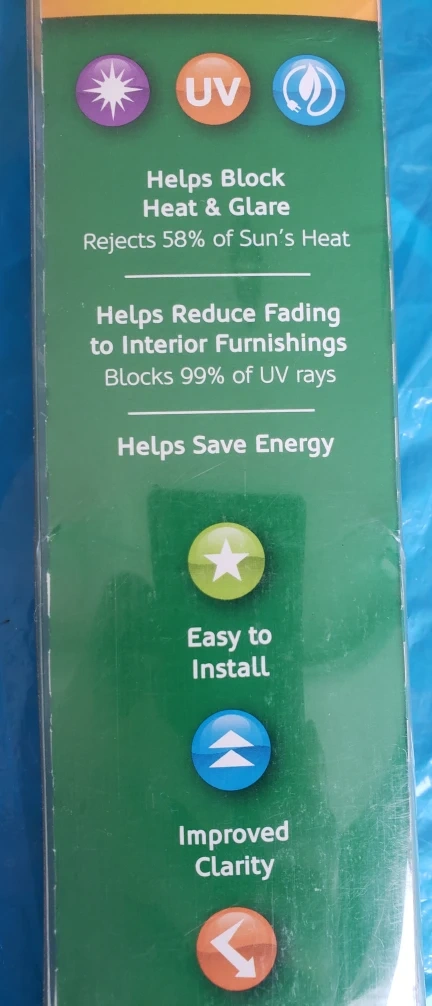 UV
Helps Block
Heat & Glare
Rejects 58% of Sun's Heat
Helps Reduce Fading
to Interior Furnishings
Blocks 99% of UV rays
Helps Save Energy
Easy to
Install
Improved
Clarity